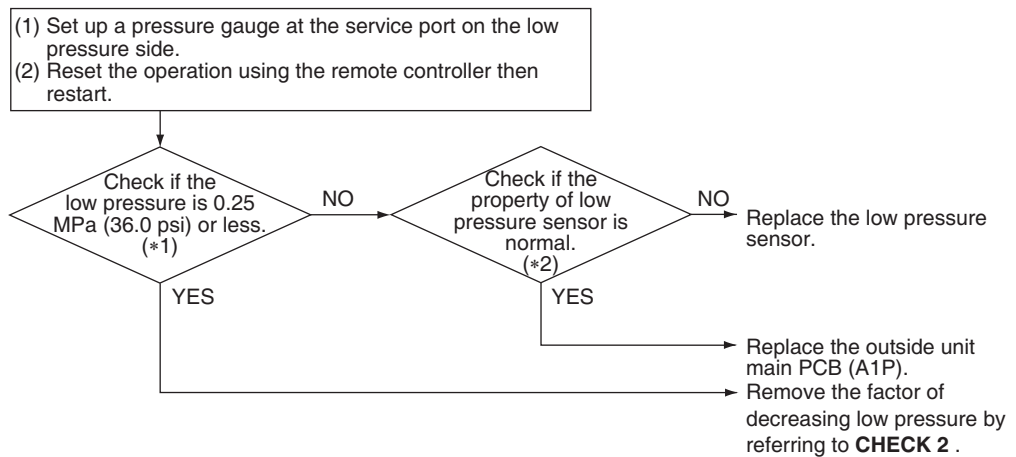 (1) Set up a pressure gauge at the service port on the low
pressure side.
(2) Reset the operation using the remote controller then
restart.
Check if the
low pressure is 0.25
MPa (36.0 psi) or less.
(*1)
NO
YES
Check if the
property of low
pressure sensor is
normal.
(*2)
NO
YES
Replace the low pressure
sensor.
Replace the outside unit
main PCB (A1P).
Remove the factor of
decreasing low pressure by
referring to CHECK 2 .